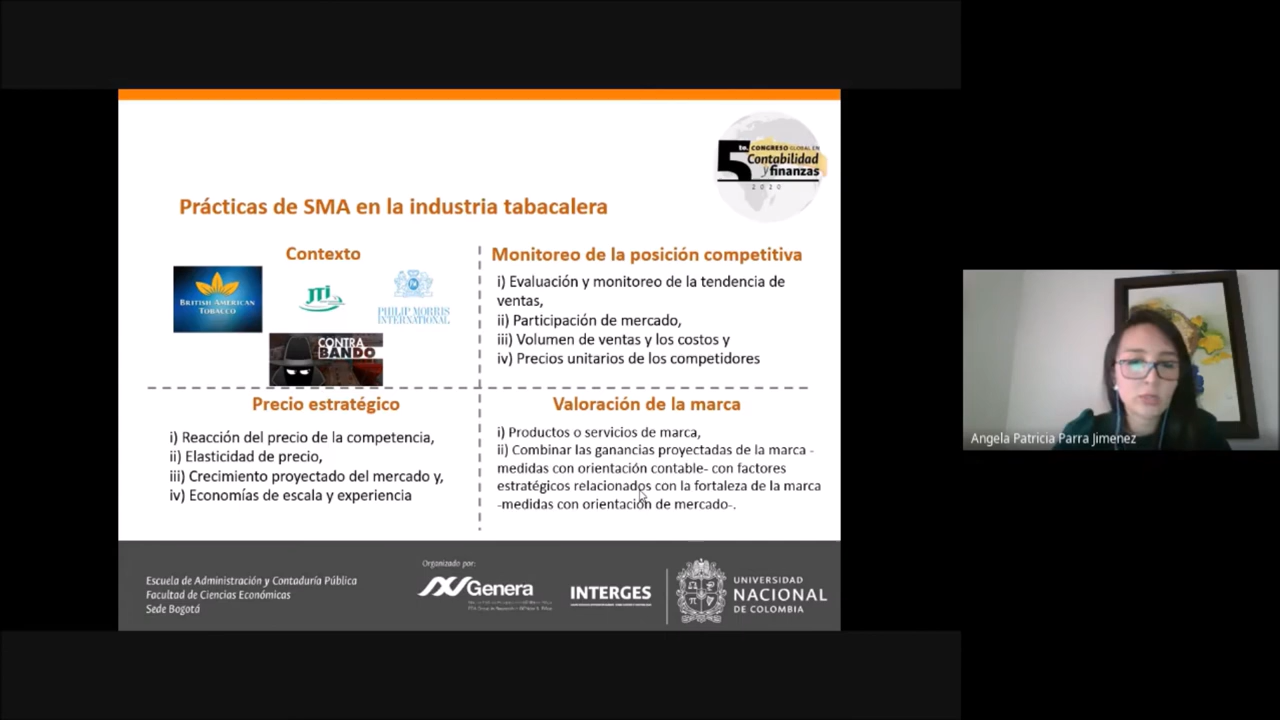 5to. CONGRESO GLOBAL EN
Contabilidad
y finanzas
2020
Prácticas de SMA en la industria tabacalera
Contexto
BRITISH AMERICAN
TOBACCO
JTi
PHILIP MORRIS
INTERNATIONAL
CONTRA
BANDO
Monitoreo de la posición competitiva
i) Evaluación y monitoreo de la tendencia de
ventas,
ii) Participación de mercado,
iii) Volumen de ventas y los costos y
iv) Precios unitarios de los competidores
Precio estratégico
i) Reacción del precio de la competencia,
ii) Elasticidad de precio,
iii) Crecimiento proyectado del mercado y,
iv) Economías de escala y experiencia
Valoración de la marca
i) Productos o servicios de marca,
ii) Combinar las ganancias proyectadas de la marca -
medidas con orientación contable- con factores
estratégicos relacionados con la fortaleza de la marca
-medidas con orientación de mercado-.
Angela Patricia Parra Jimenez
Escuela de Administración y Contaduría Pública
Facultad de Ciencias Económicas
Sede Bogotá
Organizado por:
Genera
INTERGES
UNIVERSIDAD
NACIONAL
DE COLOMBIA